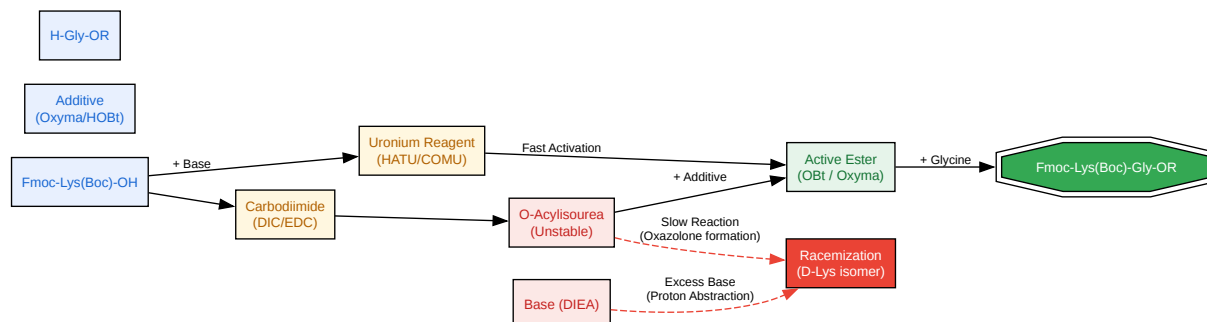 H-Gly-OR
Additive
(Oxyma/HOBt)
Fmoc-Lys(Boc)-OH
+ Base
Uronium Reagent
(HATU/COMU)
Carbodiimide
(DIC/EDC)
Fast Activation
O-Acylisourea
(Unstable)
+ Additive
Active Ester
(OBt / Oxyma)
+ Glycine
Fmoc-Lys(Boc)-Gly-OR
Slow Reaction
(Oxazolone formation)
Racemization
(D-Lys isomer)
Base (DIEA)
Excess Base
(Proton Abstraction)